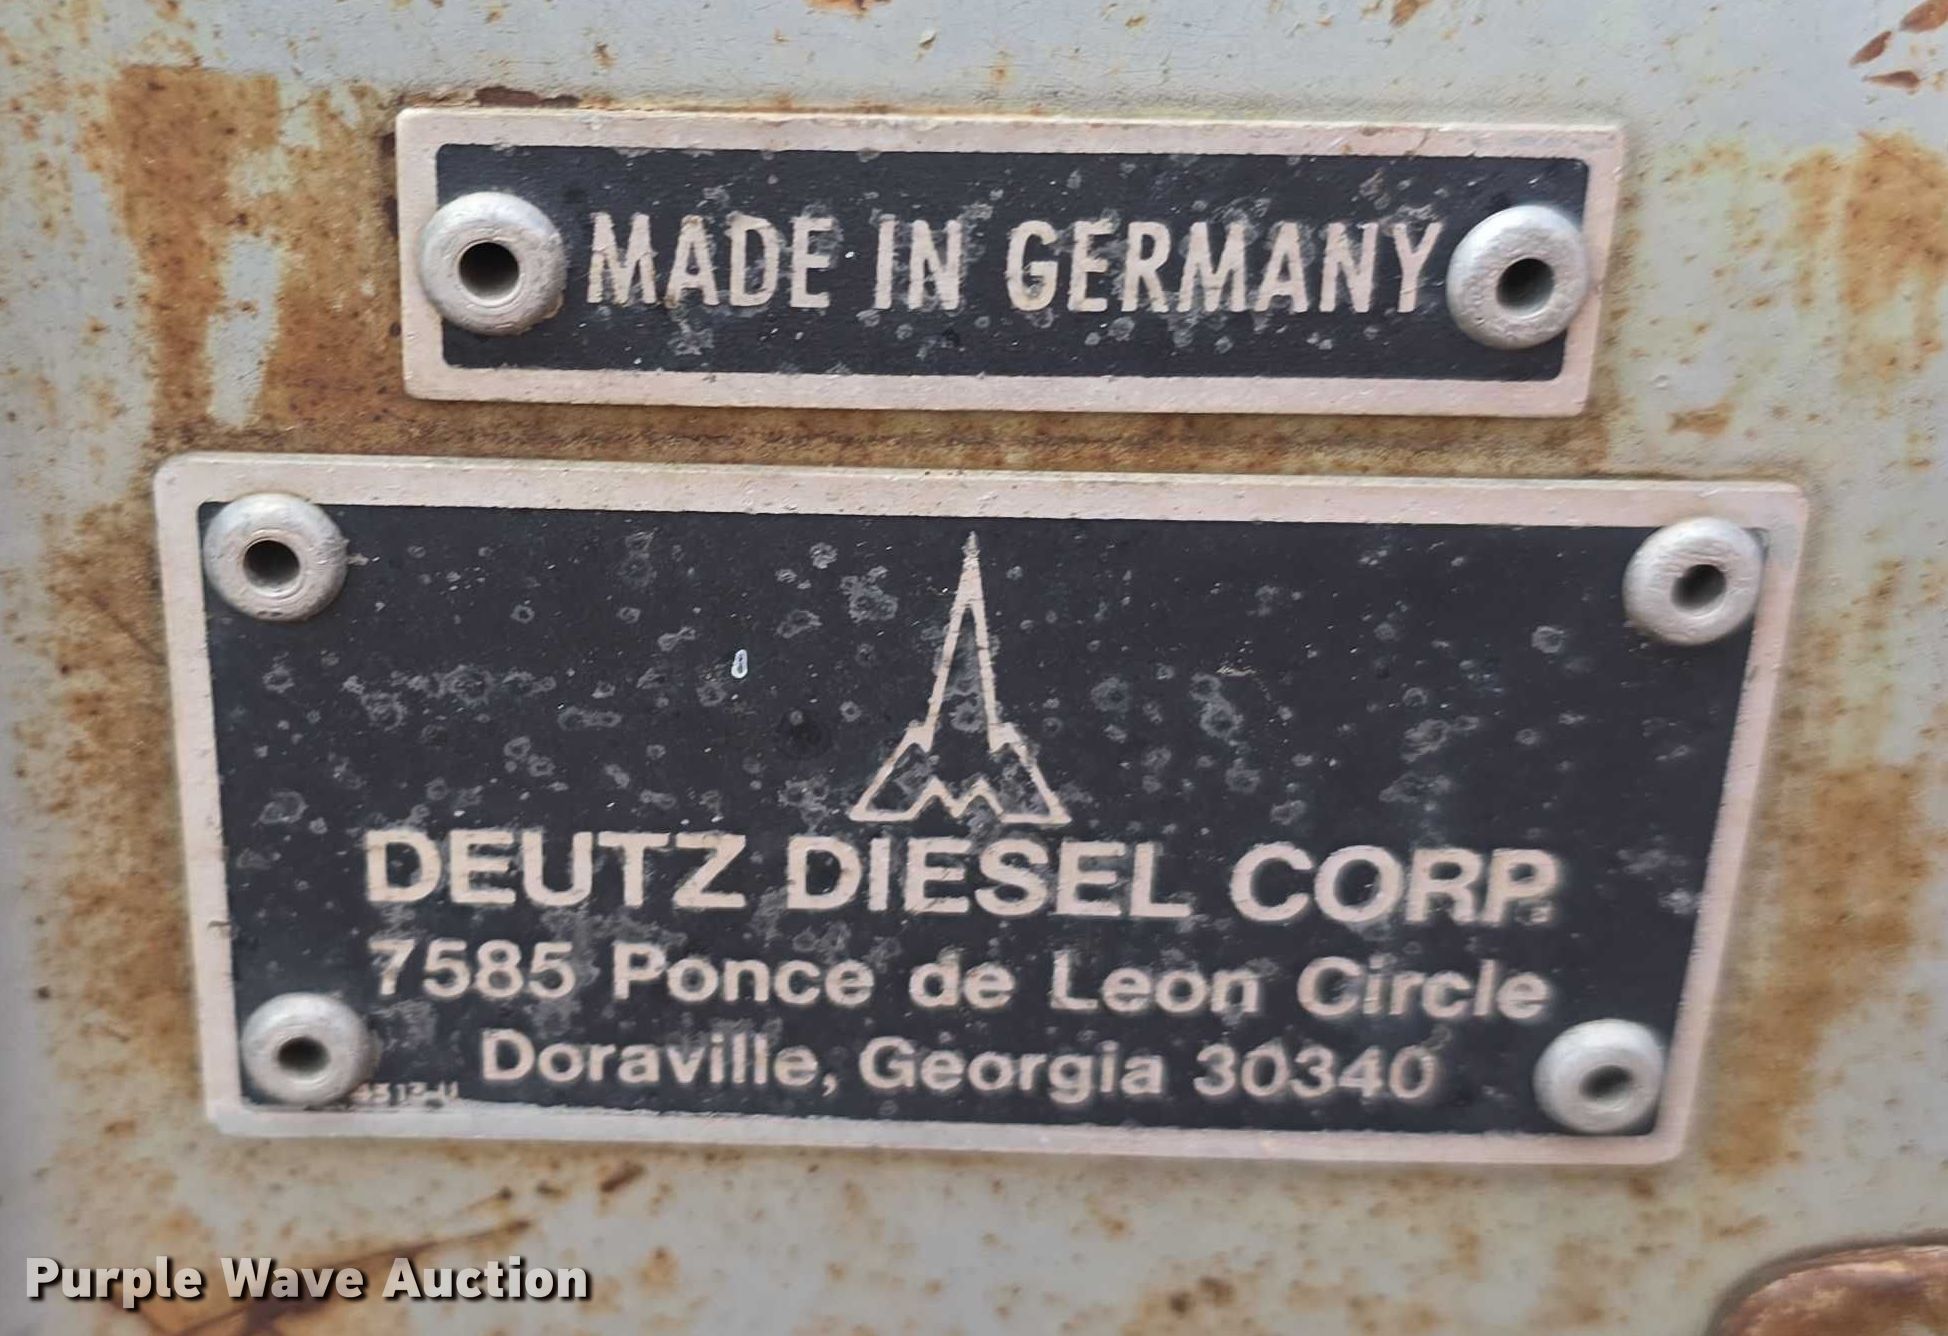 MADE IN GERMANY
DEUTZ DIESEL CORP.
7585 Ponce de Leon Circle
Doraville, Georgia 30340
Purple Wave Auction